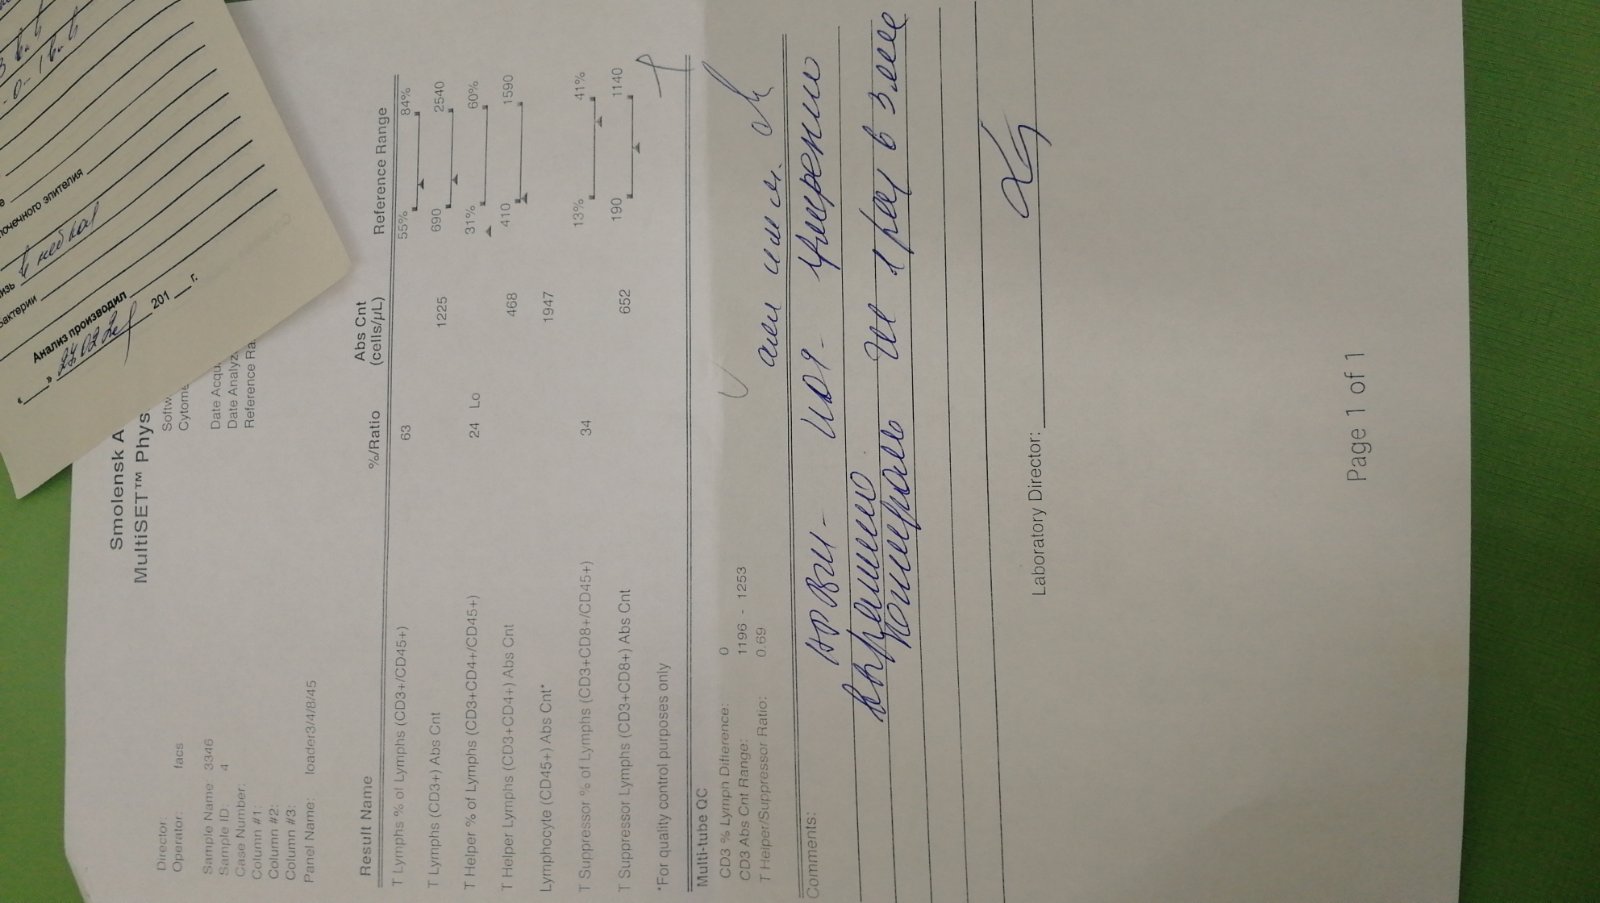 Smolensk A
MultiSET™ Phys
Director:
Operator: facs
Sample Name: 3346
Sample ID: 4
Case Number:
Column #1:
Column #2:
Column #3:
Panel Name: loader3/4/8/45
Softw
Cytome
Date Acqu
Date Analyz
Reference Ra
Result Name %/Ratio Abs Cnt (cells/µL) Reference Range
T Lymphs % of Lymphs (CD3+/CD45+) 63 55% 84%
T Lymphs (CD3+) Abs Cnt 1225 690 2540
T Helper % of Lymphs (CD3+CD4+/CD45+) 24 Lo 31% 60%
T Helper Lymphs (CD3+CD4+) Abs Cnt 468 410 1590
Lymphocyte (CD45+) Abs Cnt* 1947
T Suppressor % of Lymphs (CD3+CD8+/CD45+) 34 13% 41%
T Suppressor Lymphs (CD3+CD8+) Abs Cnt 652 190 1140
*For quality control purposes only
Multi-tube QC
CD3 % Lymph Difference: 0
CD3 Abs Cnt Range: 1196 - 1253
T Helper/Suppressor Ratio: 0.69
Comments:
умеренно
1 раз в 3 мес
Laboratory Director:
Page 1 of 1
почечного эпителия
Анализ производил
201 г.